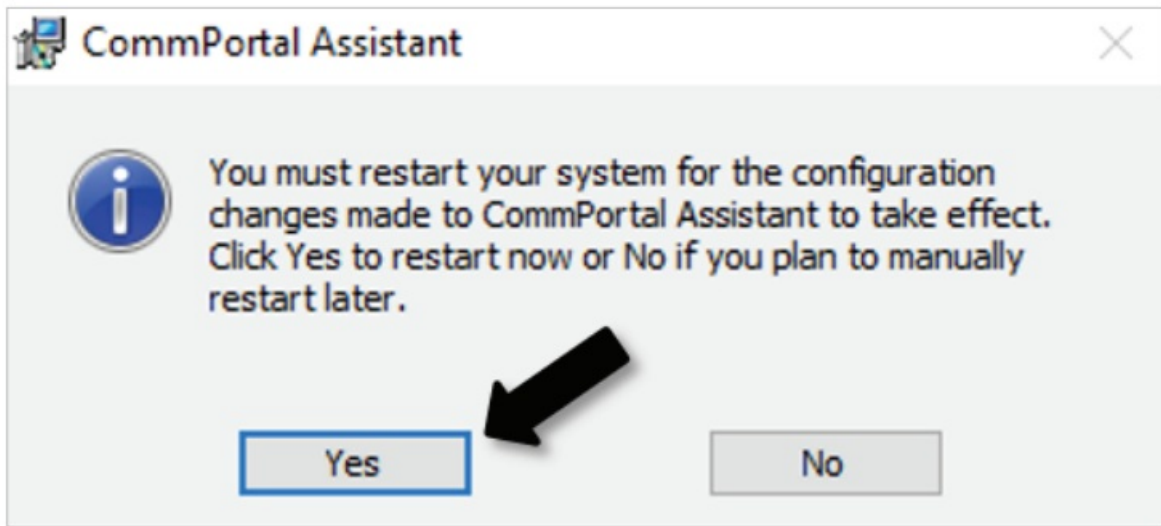 CommPortal Assistant
You must restart your system for the configuration
changes made to CommPortal Assistant to take effect.
Click Yes to restart now or No if you plan to manually
restart later.
Yes
No